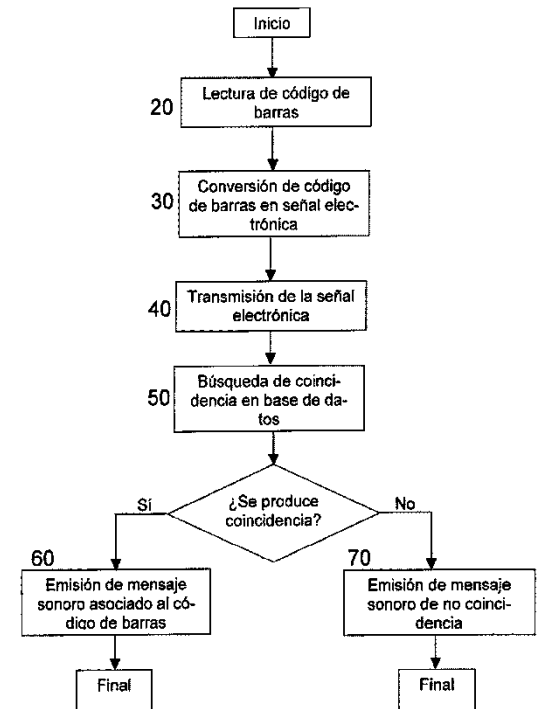 Inicio
20
Lectura de código de
barras
30
Conversión de código
de barras en señal elec-
trónica
40
Transmisión de la señal
electrónica
50
Búsqueda de coinci-
dencia en base de da-
tos
¿Se produce
coincidencia?
Sí
No
60
Emisión de mensaje
sonoro asociado al có-
digo de barras
70
Emisión de mensaje
sonoro de no coinci-
dencia
Final
Final